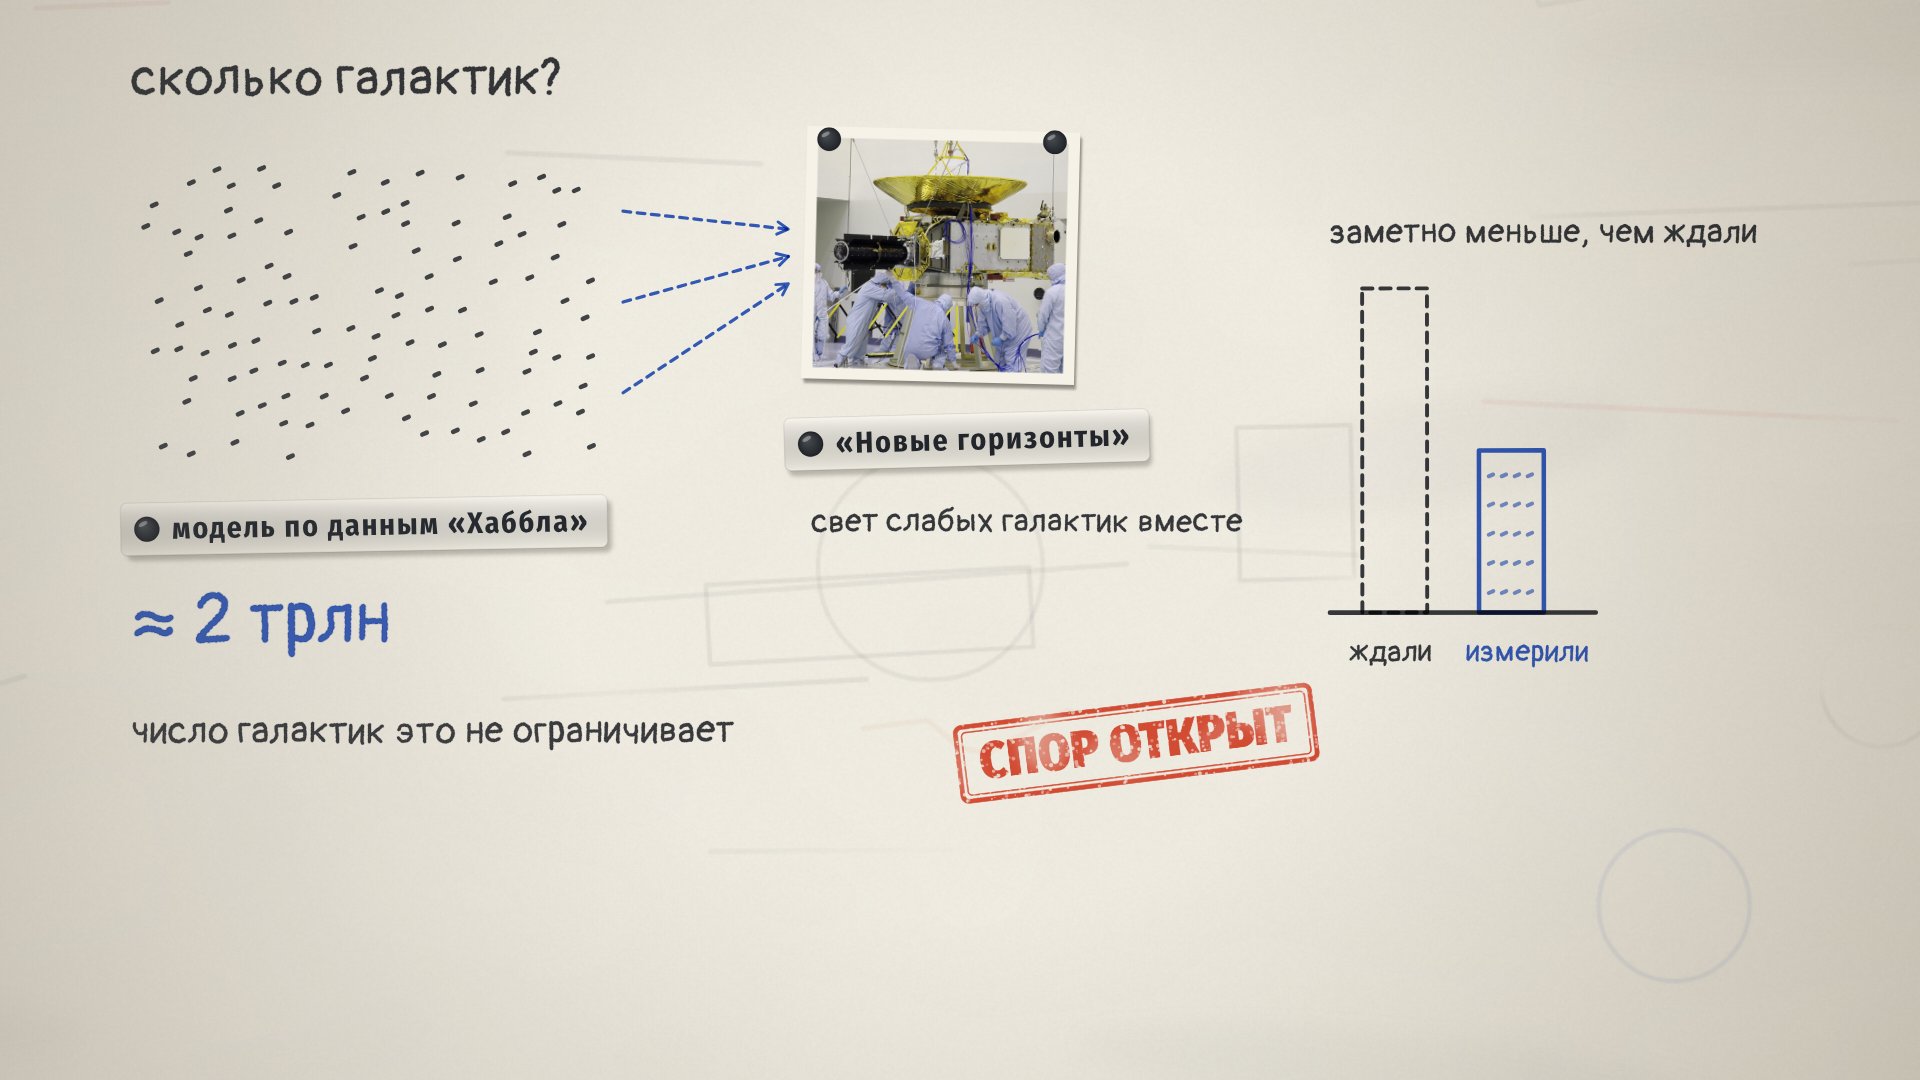 сколько галактик?
заметно меньше, чем ждали
«Новые горизонты»
модель по данным «Хаббла»
свет слабых галактик вместе
≈ 2 трлн
ждали
измерили
число галактик это не ограничивает
СПОР ОТКРЫТ